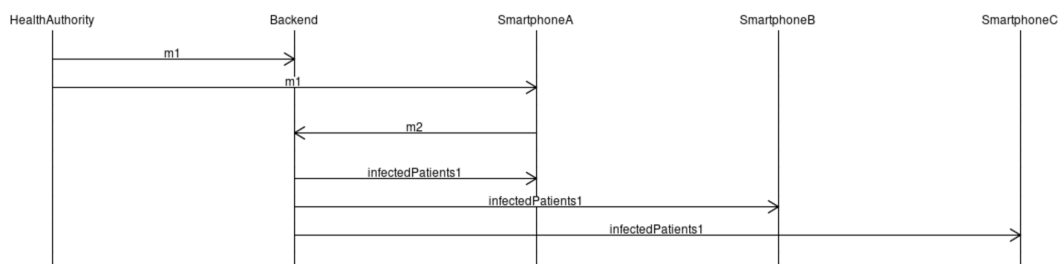 HealthAuthority Backend SmartphoneA SmartphoneB SmartphoneC
m1
m1
m2
infectedPatients1
infectedPatients1
infectedPatients1